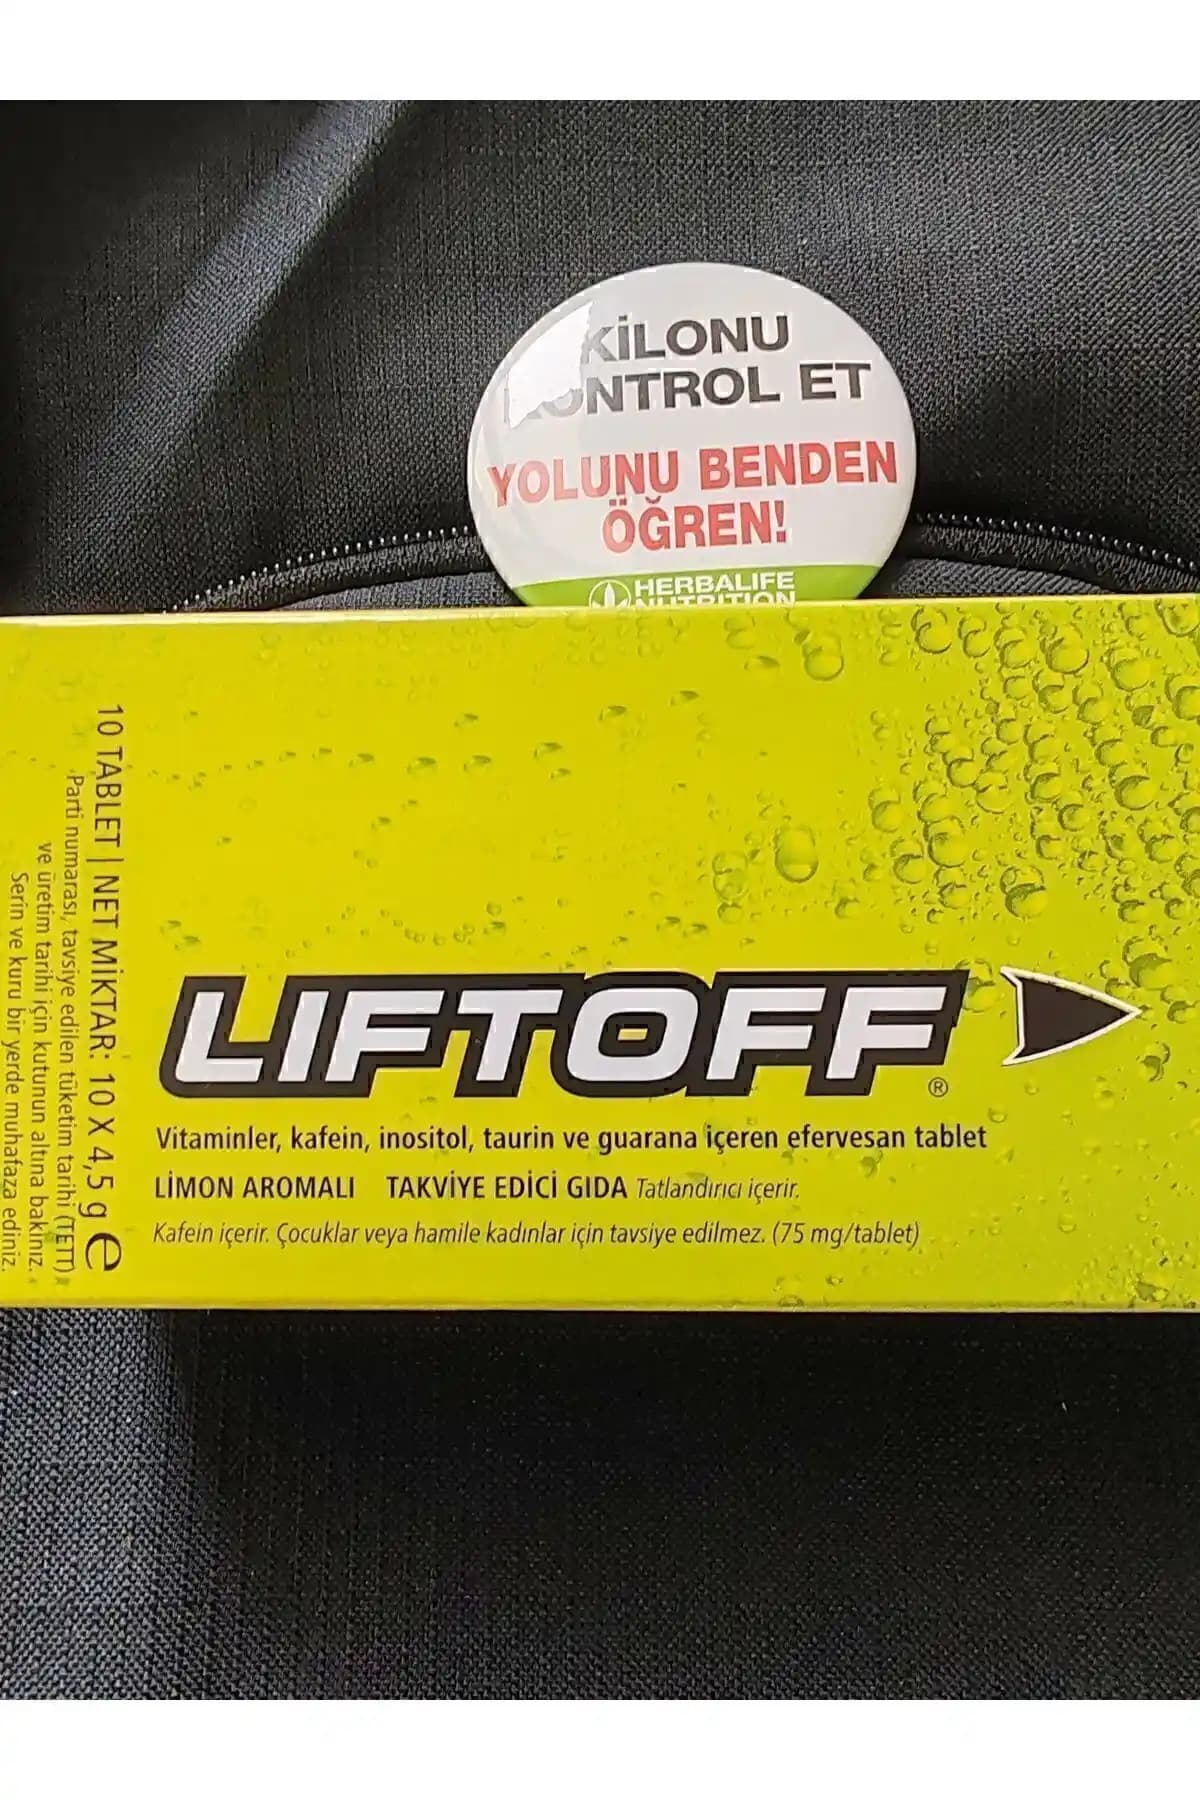 KİLONU
KONTROL ET
YOLUNU BENDEN
ÖĞREN!
HERBALIFE
NUTRITION
10 TABLET | NET MİKTAR: 10 X 4,5 g e
Parti numarası, tavsiye edilen tüketim tarihi (TETT)
ve üretim tarihi için kutunun altına bakınız.
Serin ve kuru bir yerde muhafaza ediniz.
LIFTOFF®
Vitaminler, kafein, inositol, taurin ve guarana içeren efervesan tablet
LİMON AROMALI TAKVİYE EDİCİ GIDA Tatlandırıcı içerir.
Kafein içerir. Çocuklar veya hamile kadınlar için tavsiye edilmez. (75 mg/tablet)